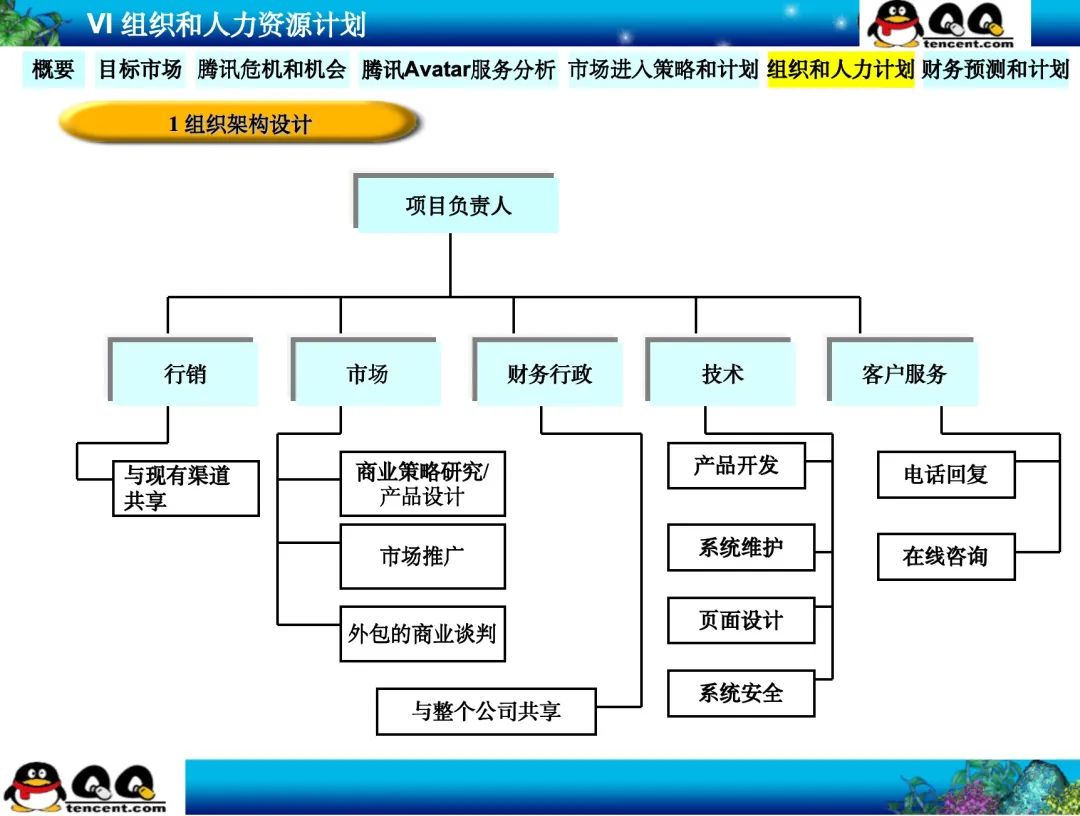 VI 组织和人力资源计划
QQ
tencent.com
概要 目标市场 腾讯危机和机会 腾讯Avatar服务分析 市场进入策略和计划 组织和人力计划 财务预测和计划
1 组织架构设计
项目负责人
行销 市场 财务行政 技术 客户服务
与现有渠道
共享
商业策略研究/
产品设计
市场推广
外包的商业谈判
与整个公司共享
产品开发
系统维护
页面设计
系统安全
电话回复
在线咨询
QQ
tencent.com